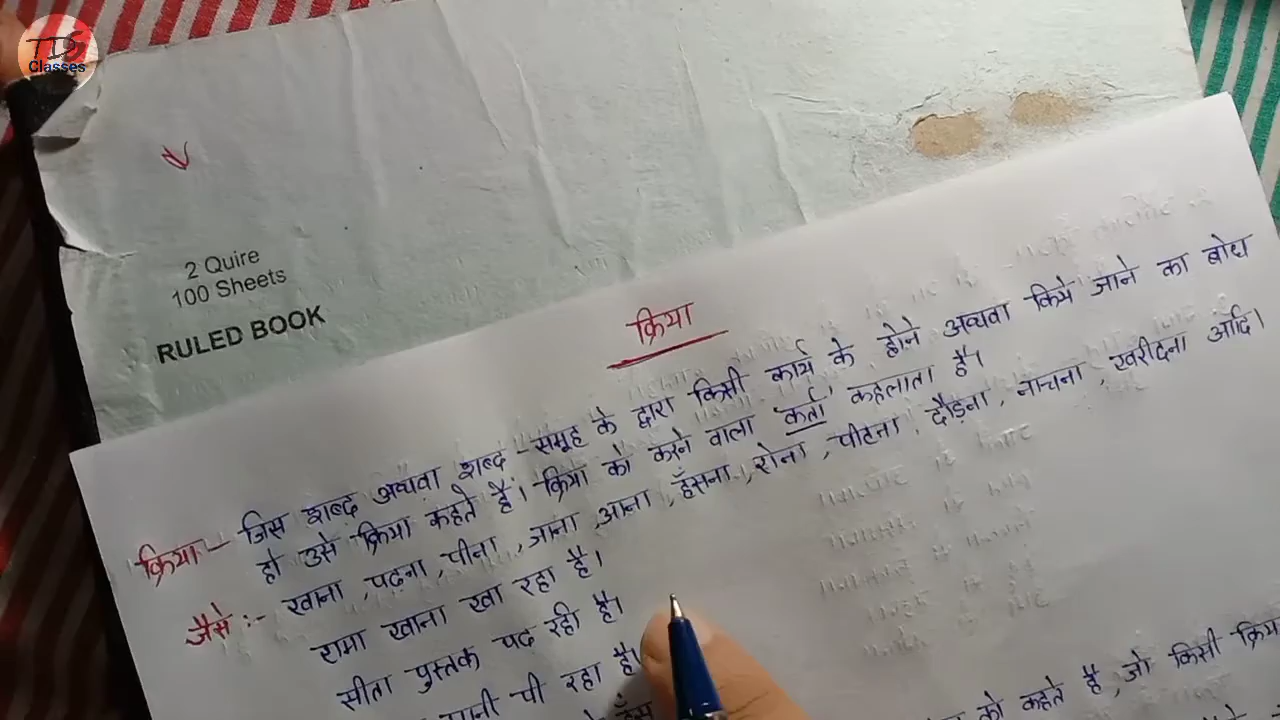 TIS
Classes
2 Quire
100 Sheets
RULED BOOK
क्रिया
क्रिया :- जिस शब्द अथवा शब्द - समूह के द्वारा किसी कार्य के होने अथवा किये जाने का बोध
हो उसे क्रिया कहते हैं। क्रिया को करने वाला 'कर्ता' कहलाता है।
जैसे :- खाना, पढ़ना, पीना, जाना, आना, हँसना, रोना, पीटना, दौड़ना, नाचना, खरीदना आदि।
रामा खाना खा रहा है।
सीता पुस्तक पढ रही है।
पानी पी रहा है।
हँस
को कहते है, जो किसी